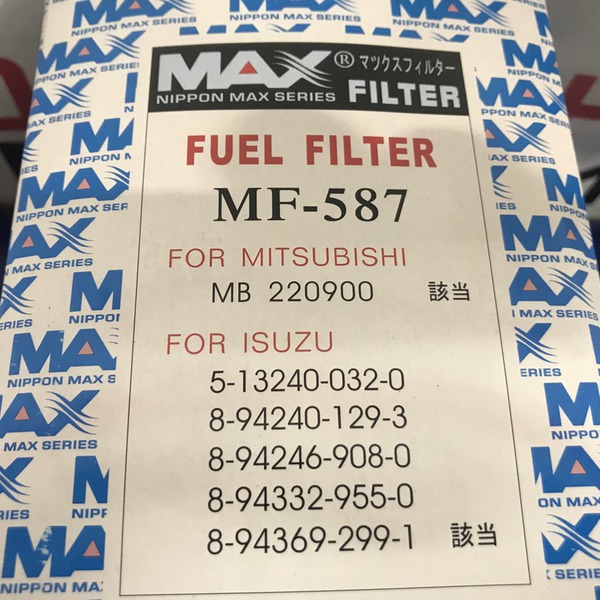 MAX® マックスフィルター
NIPPON MAX SERIES FILTER
FUEL FILTER
MF-587
FOR MITSUBISHI
MB 220900 該当
FOR ISUZU
5-13240-032-0
8-94240-129-3
8-94246-908-0
8-94332-955-0
8-94369-299-1 該当